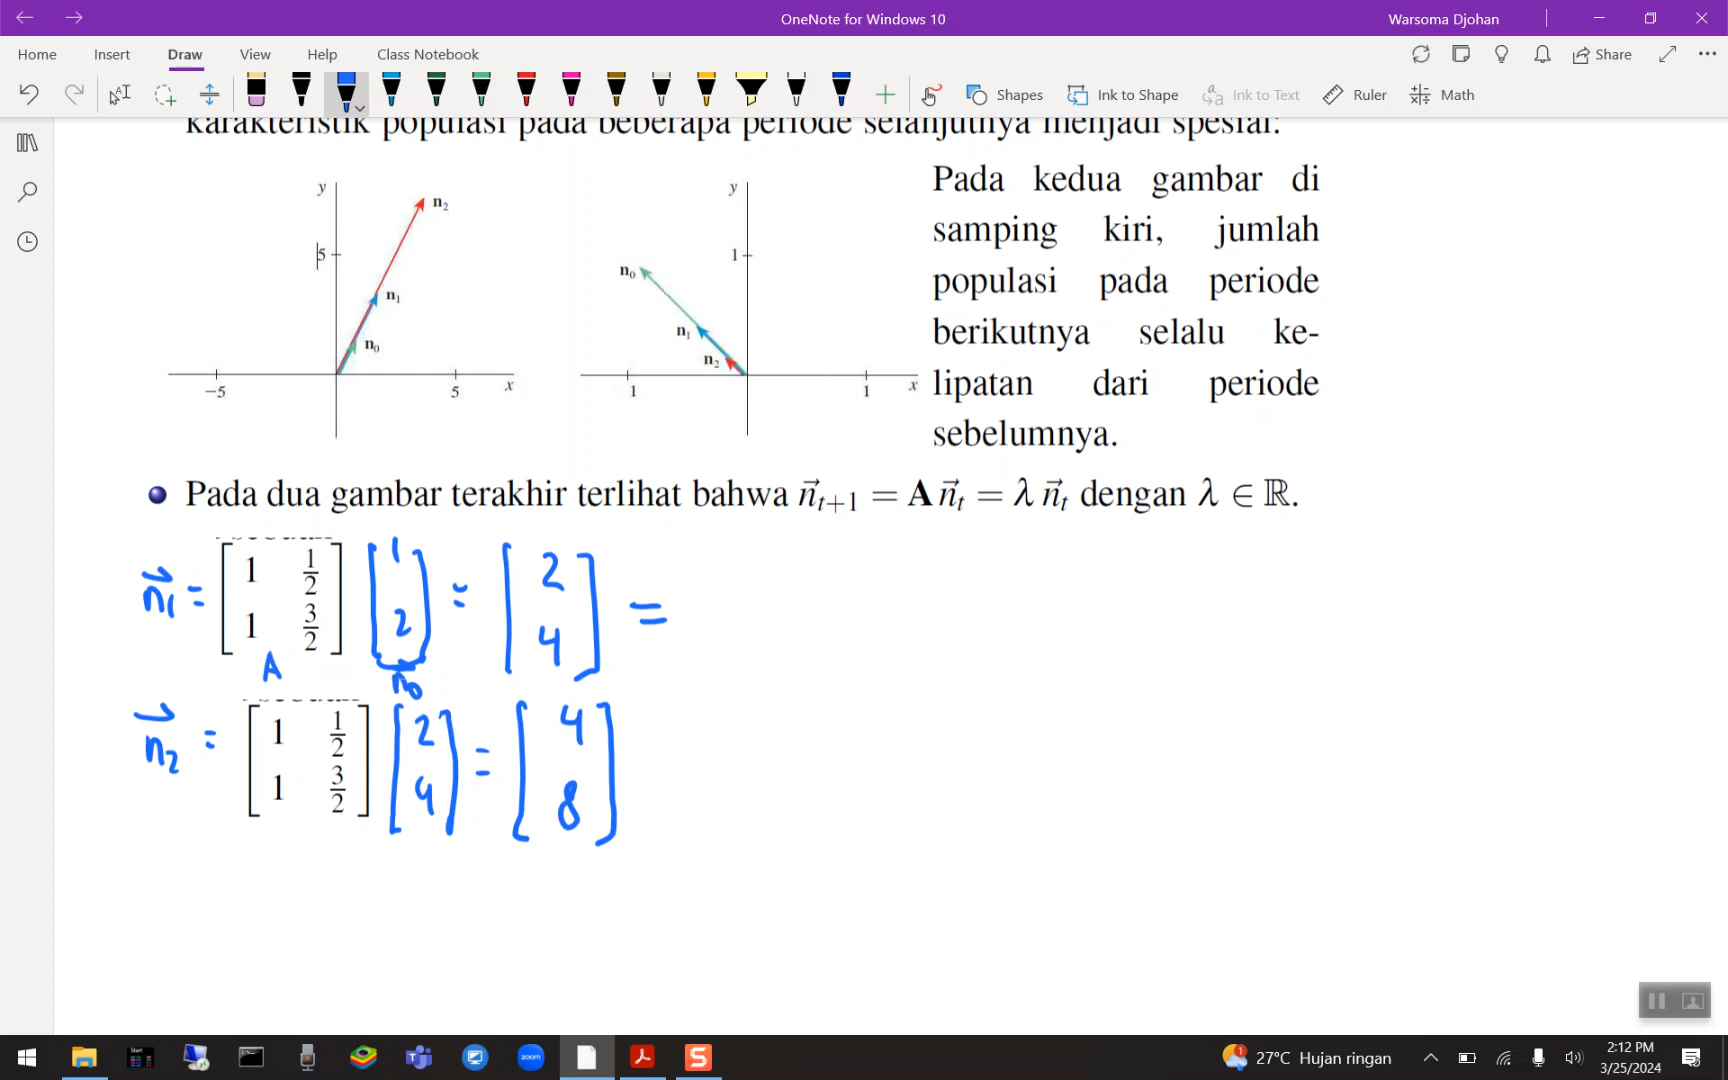 OneNote for Windows 10
Warsoma Djohan
Home Insert Draw View Help Class Notebook
Share
Shapes Ink to Shape Ink to Text Ruler Math
karakteristik populasi pada beberapa periode selanjutnya menjadi spesial:
y
n₂
5
n₁
n₀
−5 5 x
y
1
n₀
n₁
n₂
1 1 x
Pada kedua gambar di
samping kiri, jumlah
populasi pada periode
berikutnya selalu ke-
lipatan dari periode
sebelumnya.
Pada dua gambar terakhir terlihat bahwa n⃗ₜ₊₁ = A n⃗ₜ = λ n⃗ₜ dengan λ ∈ ℝ.
n⃗₁ = [1 1/2; 1 3/2] [1; 2] = [2; 4] =
A n₀
n⃗₂ = [1 1/2; 1 3/2] [2; 4] = [4; 8]
Start
zoom
27°C Hujan ringan
2:12 PM
3/25/2024